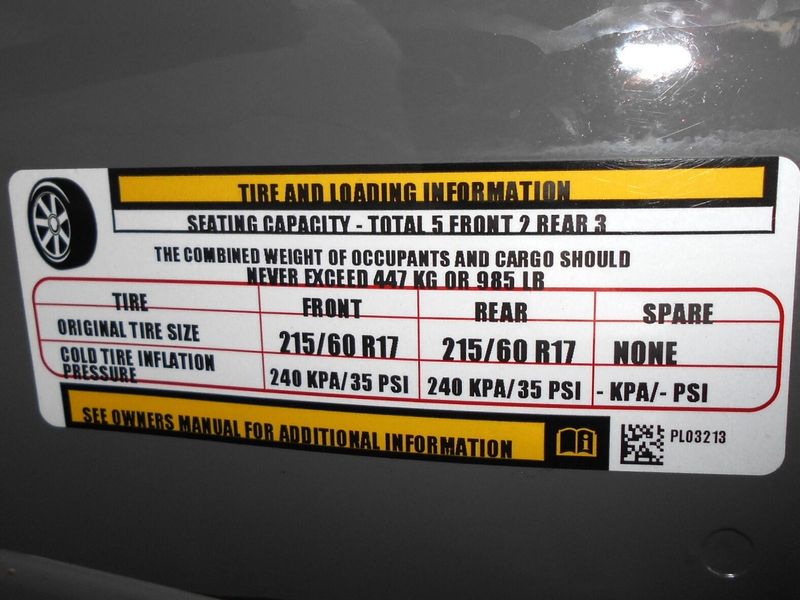 TIRE AND LOADING INFORMATION
SEATING CAPACITY - TOTAL 5 FRONT 2 REAR 3
THE COMBINED WEIGHT OF OCCUPANTS AND CARGO SHOULD
NEVER EXCEED 447 KG OR 985 LB
TIRE FRONT REAR SPARE
ORIGINAL TIRE SIZE 215/60 R17 215/60 R17 NONE
COLD TIRE INFLATION
PRESSURE 240 KPA/35 PSI 240 KPA/35 PSI - KPA/- PSI
SEE OWNERS MANUAL FOR ADDITIONAL INFORMATION
PL03213